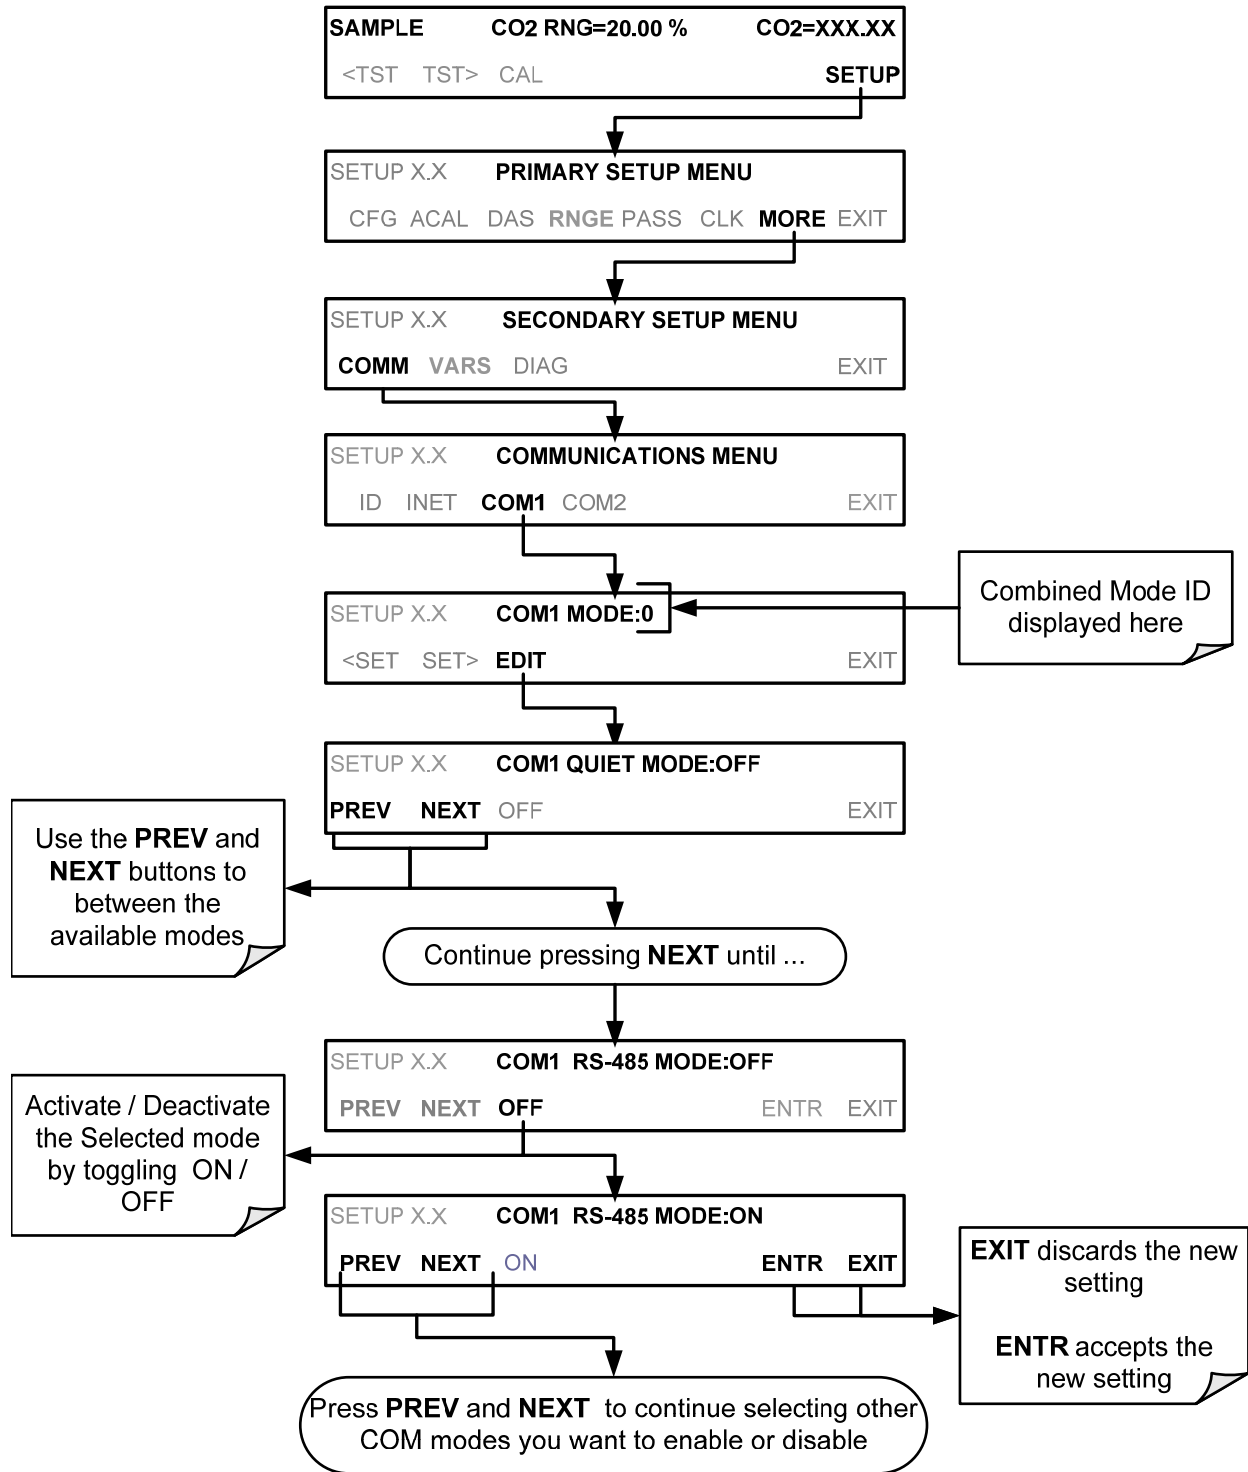 SAMPLE CO2 RNG=20.00 % CO2=XXX.XX
<TST TST> CAL SETUP
SETUP X.X PRIMARY SETUP MENU
CFG ACAL DAS RNGE PASS CLK MORE EXIT
SETUP X.X SECONDARY SETUP MENU
COMM VARS DIAG EXIT
SETUP X.X COMMUNICATIONS MENU
ID INET COM1 COM2 EXIT
SETUP X.X COM1 MODE:0
<SET SET> EDIT EXIT
Combined Mode ID
displayed here
SETUP X.X COM1 QUIET MODE:OFF
PREV NEXT OFF EXIT
Use the PREV and
NEXT buttons to
between the
available modes
Continue pressing NEXT until ...
SETUP X.X COM1 RS-485 MODE:OFF
PREV NEXT OFF ENTR EXIT
Activate / Deactivate
the Selected mode
by toggling ON /
OFF
SETUP X.X COM1 RS-485 MODE:ON
PREV NEXT ON ENTR EXIT
EXIT discards the new
setting
ENTR accepts the
new setting
Press PREV and NEXT to continue selecting other
COM modes you want to enable or disable